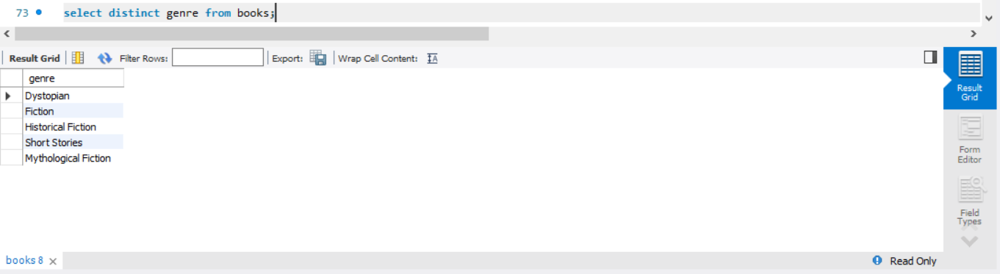 73 select distinct genre from books;
Result Grid Filter Rows: Export: Wrap Cell Content: IA
genre
Dystopian
Fiction
Historical Fiction
Short Stories
Mythological Fiction
Result
Grid
Form
Editor
Field
Types
books 8
Read Only